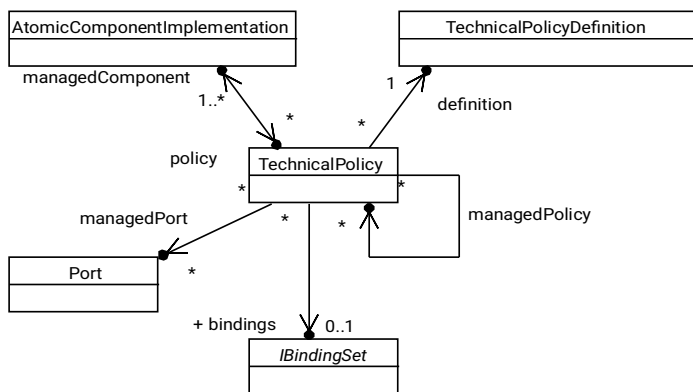 AtomicComponentImplementation
TechnicalPolicyDefinition
managedComponent
1
1..*
definition
*
*
policy
TechnicalPolicy
*
*
managedPort
*
*
managedPolicy
Port
*
+ bindings
0..1
IBindingSet